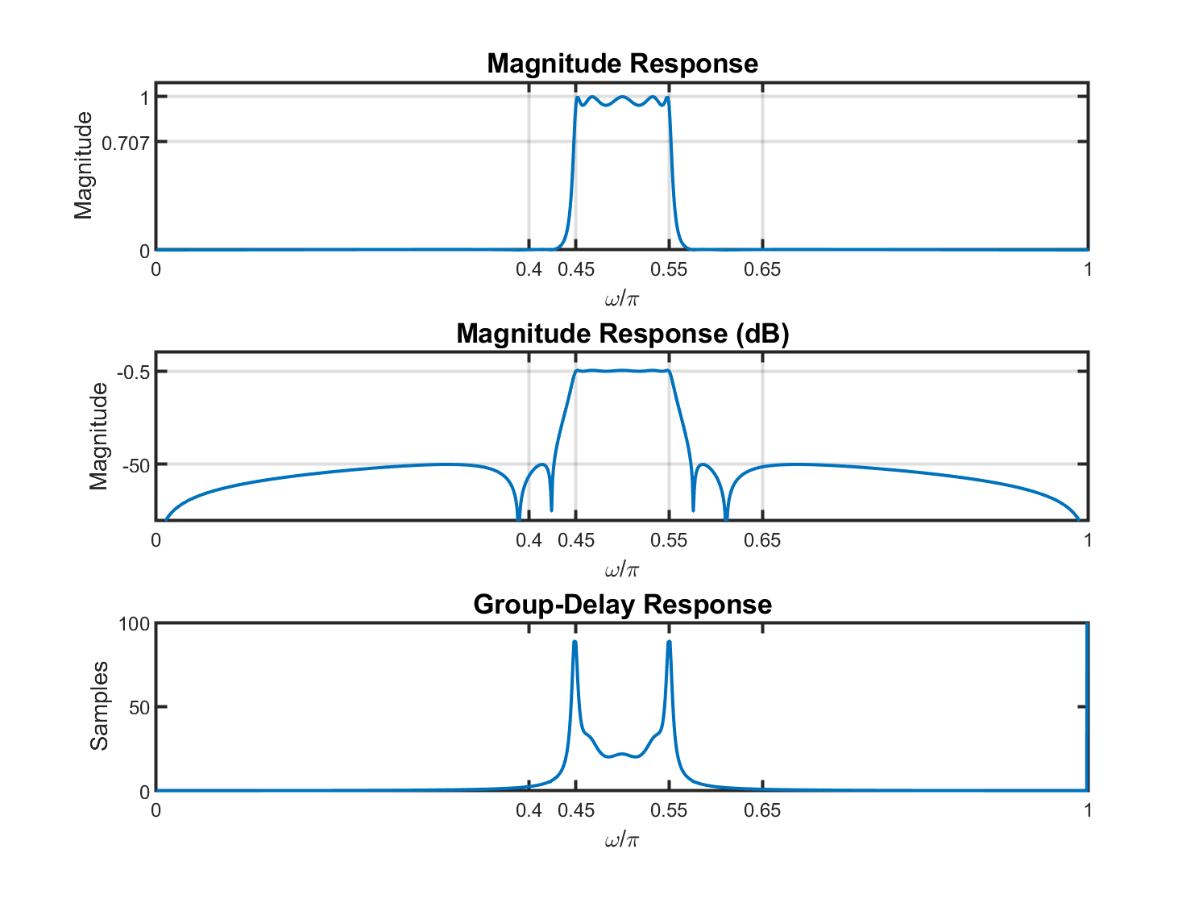 Magnitude Response
Magnitude
1
0.707
0
0 0.4 0.45 0.55 0.65 1
ω/π
Magnitude Response (dB)
Magnitude
-0.5
-50
0 0.4 0.45 0.55 0.65 1
ω/π
Group-Delay Response
Samples
100
50
0
0 0.4 0.45 0.55 0.65 1
ω/π